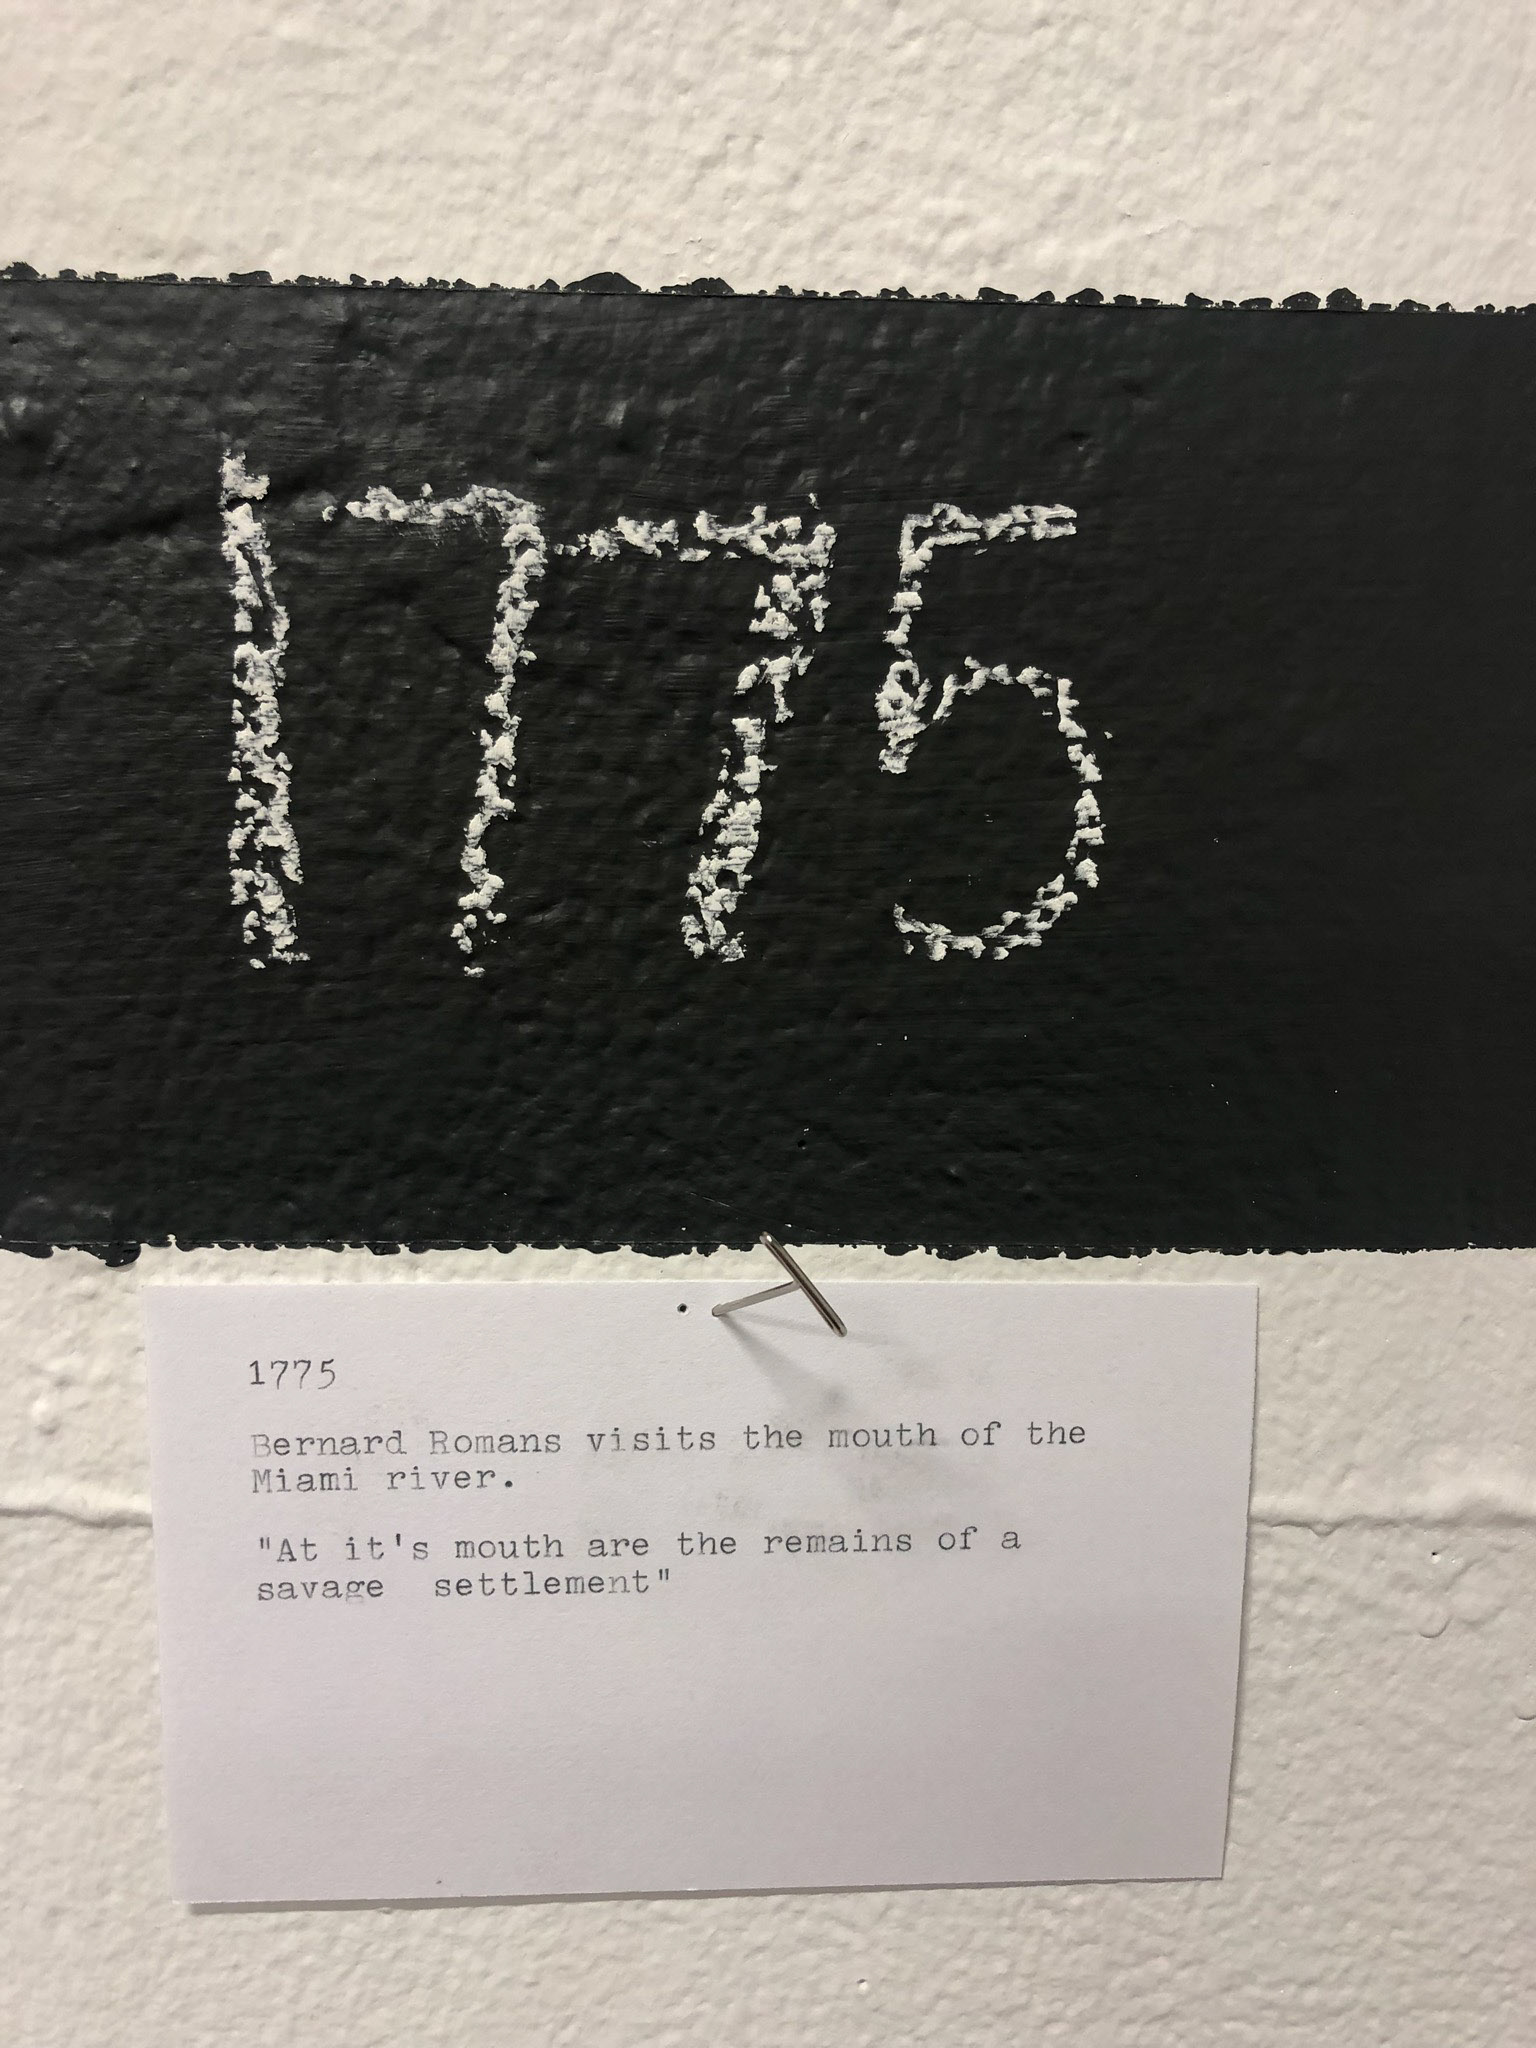 1775
1775
Bernard Romans visits the mouth of the
Miami river.
"At it's mouth are the remains of a
savage  settlement"